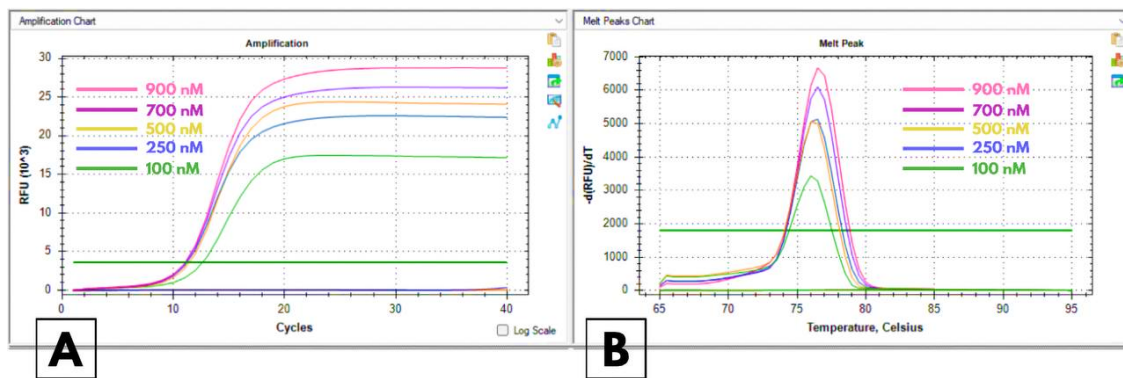 Amplification Chart
Amplification
RFU (10^3)
30
25
20
15
10
5
0
900 nM
700 nM
500 nM
250 nM
100 nM
0
10
20
30
40
Cycles
Log Scale
A
Melt Peaks Chart
Melt Peak
-d(RFU)/dT
7000
6000
5000
4000
3000
2000
1000
0
900 nM
700 nM
500 nM
250 nM
100 nM
65
70
75
80
85
90
95
Temperature, Celsius
B